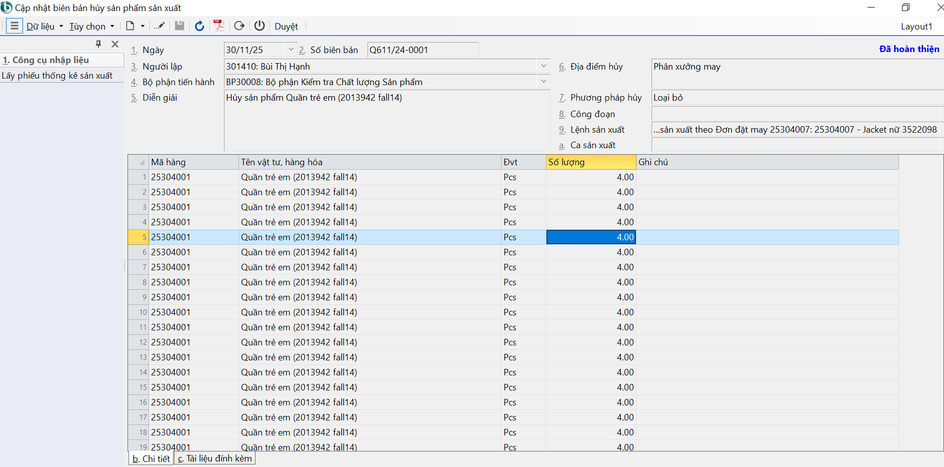 Cập nhật biên bản hủy sản phẩm sản xuất
Dữ liệu Tùy chọn Duyệt Layout1
1. Công cụ nhập liệu
Lấy phiếu thống kê sản xuất
Đã hoàn thiện
1. Ngày 30/11/25 2. Số biên bản Q611/24-0001
3. Người lập 301410: Bùi Thị Hạnh 6. Địa điểm hủy Phân xưởng may
4. Bộ phận tiến hành BP30008: Bộ phận Kiểm tra Chất lượng Sản phẩm
5. Diễn giải Hủy sản phẩm Quần trẻ em (2013942 fall14) 7. Phương pháp hủy Loại bỏ
8. Công đoạn
9. Lệnh sản xuất ...sản xuất theo Đơn đặt may 25304007: 25304007 - Jacket nữ 3522098
a. Ca sản xuất
Mã hàng Tên vật tư, hàng hóa Đvt Số lượng Ghi chú
1 25304001 Quần trẻ em (2013942 fall14) Pcs 4.00
2 25304001 Quần trẻ em (2013942 fall14) Pcs 4.00
3 25304001 Quần trẻ em (2013942 fall14) Pcs 4.00
4 25304001 Quần trẻ em (2013942 fall14) Pcs 4.00
5 25304001 Quần trẻ em (2013942 fall14) Pcs 4.00
6 25304001 Quần trẻ em (2013942 fall14) Pcs 4.00
7 25304001 Quần trẻ em (2013942 fall14) Pcs 4.00
8 25304001 Quần trẻ em (2013942 fall14) Pcs 4.00
9 25304001 Quần trẻ em (2013942 fall14) Pcs 4.00
10 25304001 Quần trẻ em (2013942 fall14) Pcs 4.00
11 25304001 Quần trẻ em (2013942 fall14) Pcs 4.00
12 25304001 Quần trẻ em (2013942 fall14) Pcs 4.00
13 25304001 Quần trẻ em (2013942 fall14) Pcs 4.00
14 25304001 Quần trẻ em (2013942 fall14) Pcs 4.00
15 25304001 Quần trẻ em (2013942 fall14) Pcs 4.00
16 25304001 Quần trẻ em (2013942 fall14) Pcs 4.00
17 25304001 Quần trẻ em (2013942 fall14) Pcs 4.00
18 25304001 Quần trẻ em (2013942 fall14) Pcs 4.00
19 25304001 Quần trẻ em (2013942 fall14) Pcs 4.00
b. Chi tiết c. Tài liệu đính kèm